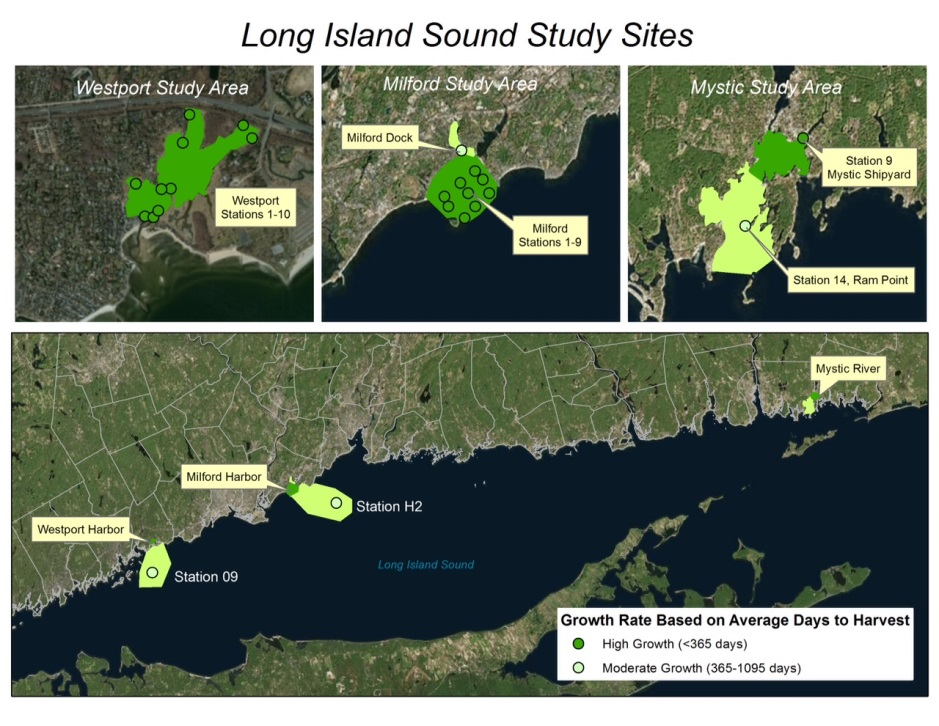 Long Island Sound Study Sites
Westport Study Area
Westport
Stations 1-10
Milford Study Area
Milford Dock
Milford
Stations 1-9
Mystic Study Area
Station 9
Mystic Shipyard
Station 14, Ram Point
Mystic River
Milford Harbor
Station H2
Westport Harbor
Station 09
Long Island Sound
Growth Rate Based on Average Days to Harvest
High Growth (<365 days)
Moderate Growth (365-1095 days)